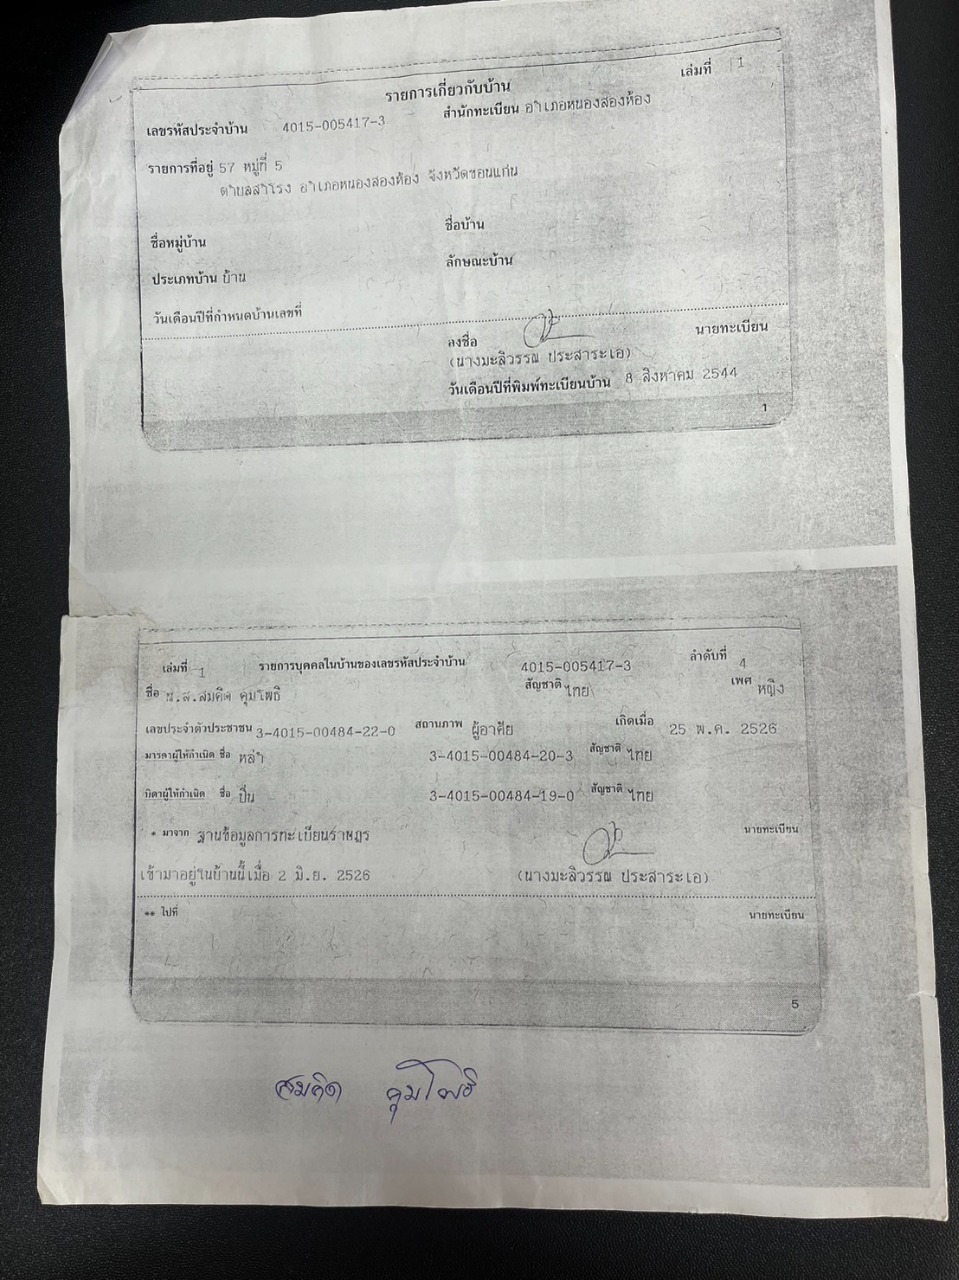 รายการเกี่ยวกับบ้าน เล่มที่ 1
เลขรหัสประจำบ้าน 4015-005417-3 สำนักทะเบียน อำเภอหนองสองห้อง
รายการที่อยู่ 57 หมู่ที่ 5
ตำบลสำโรง อำเภอหนองสองห้อง จังหวัดขอนแก่น
ชื่อหมู่บ้าน ชื่อบ้าน
ประเภทบ้าน บ้าน ลักษณะบ้าน
วันเดือนปีที่กำหนดบ้านเลขที่
ลงชื่อ นายทะเบียน
(นางมะลิวรรณ ประสาระเอ)
วันเดือนปีที่พิมพ์ทะเบียนบ้าน 8 สิงหาคม 2544
1
เล่มที่ 1 รายการบุคคลในบ้านของเลขรหัสประจำบ้าน 4015-005417-3 ลำดับที่ 4
ชื่อ น.ส.สมคิด คุมโพธิ์ สัญชาติ ไทย เพศ หญิง
เลขประจำตัวประชาชน 3-4015-00484-22-0 สถานภาพ ผู้อาศัย เกิดเมื่อ 25 พ.ค. 2526
มารดาผู้ให้กำเนิด ชื่อ หล่ำ 3-4015-00484-20-3 สัญชาติ ไทย
บิดาผู้ให้กำเนิด ชื่อ ปิ่น 3-4015-00484-19-0 สัญชาติ ไทย
* มาจาก ฐานข้อมูลการทะเบียนราษฎร นายทะเบียน
เข้ามาอยู่ในบ้านนี้เมื่อ 2 มิ.ย. 2526 (นางมะลิวรรณ ประสาระเอ)
** ไปที่ นายทะเบียน
5
สมคิด คุมโพธิ์